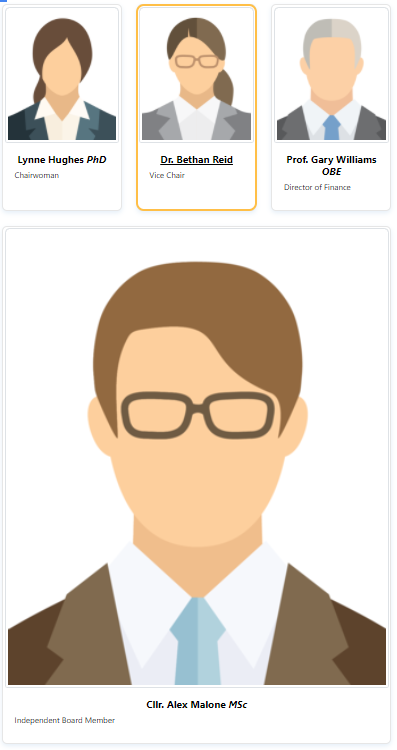 Lynne Hughes PhD
Chairwoman
Dr. Bethan Reid
Vice Chair
Prof. Gary Williams
OBE
Director of Finance
Cllr. Alex Malone MSc
Independent Board Member